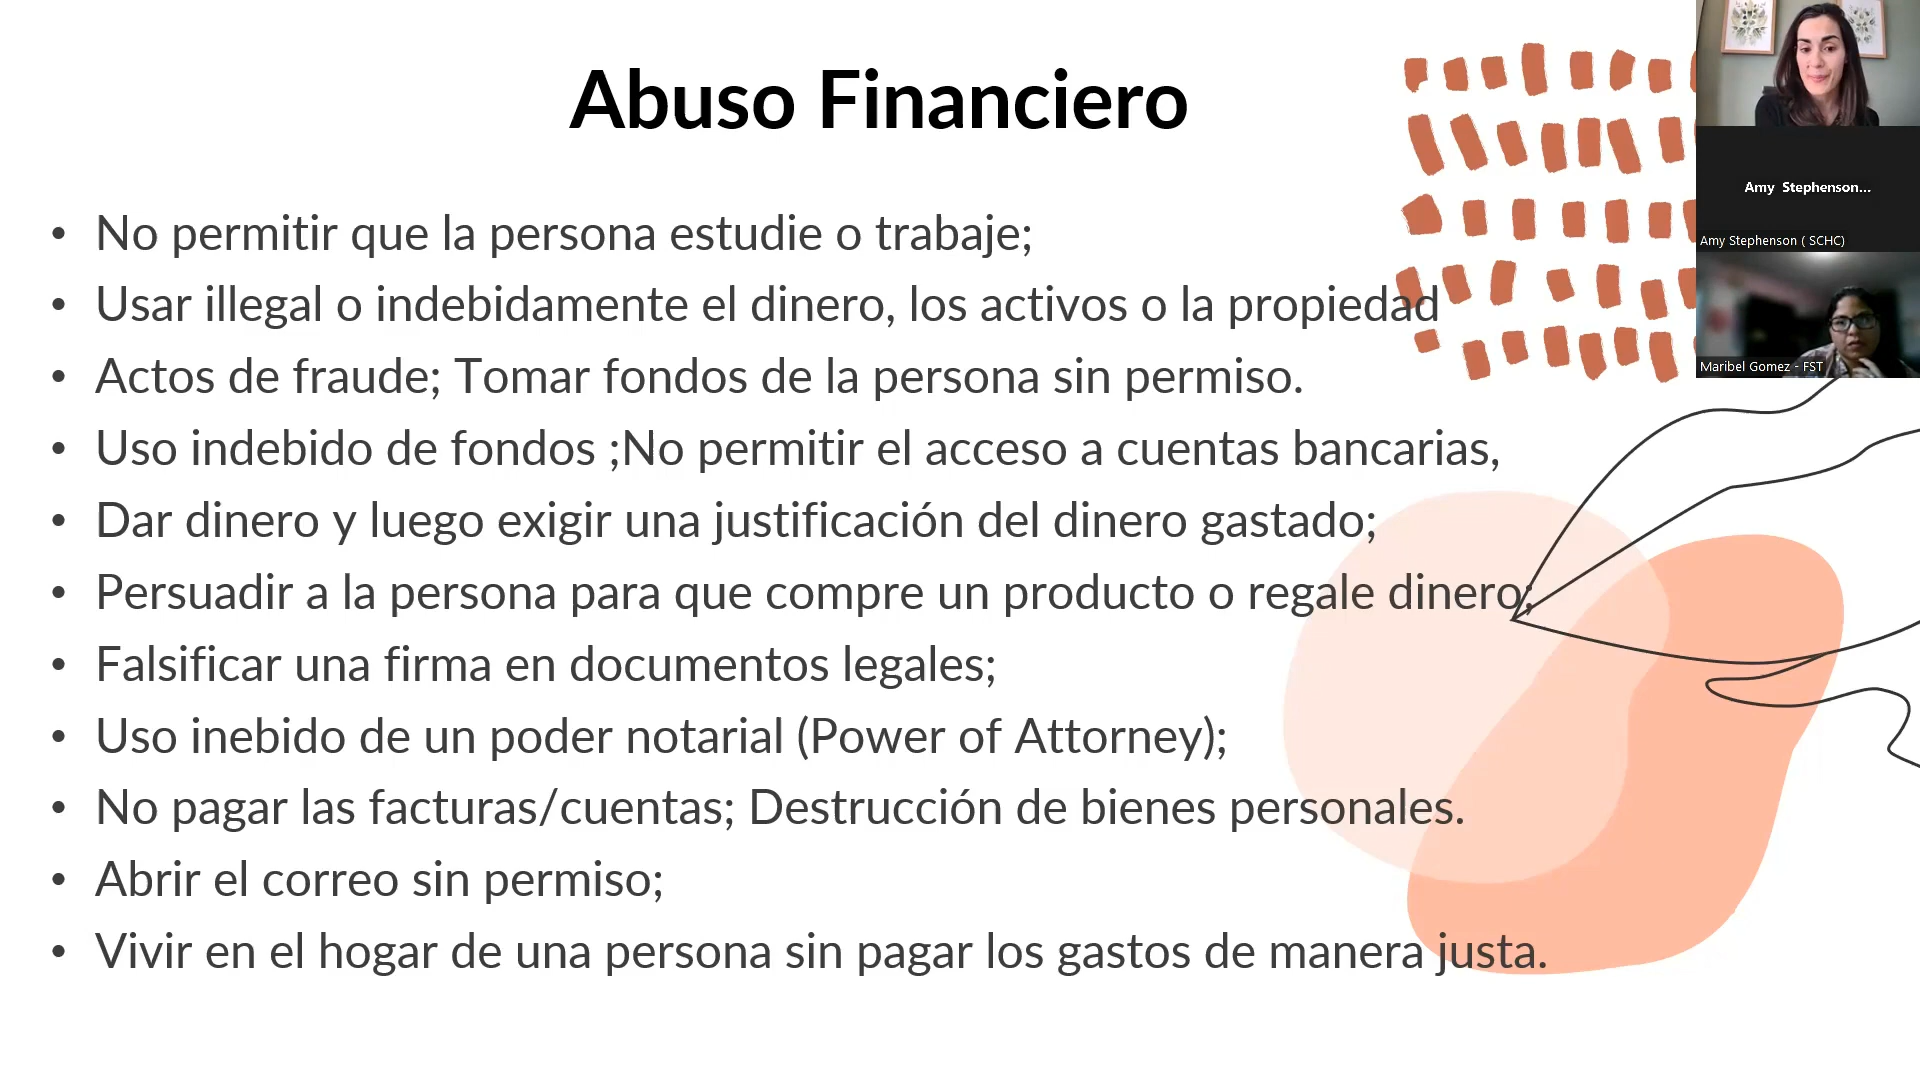 Abuso Financiero
• No permitir que la persona estudie o trabaje;
• Usar illegal o indebidamente el dinero, los activos o la propiedad
• Actos de fraude; Tomar fondos de la persona sin permiso.
• Uso indebido de fondos ;No permitir el acceso a cuentas bancarias,
• Dar dinero y luego exigir una justificación del dinero gastado;
• Persuadir a la persona para que compre un producto o regale dinero;
• Falsificar una firma en documentos legales;
• Uso inebido de un poder notarial (Power of Attorney);
• No pagar las facturas/cuentas; Destrucción de bienes personales.
• Abrir el correo sin permiso;
• Vivir en el hogar de una persona sin pagar los gastos de manera justa.
Amy Stephenson...
Amy Stephenson ( SCHC)
Maribel Gomez - FST